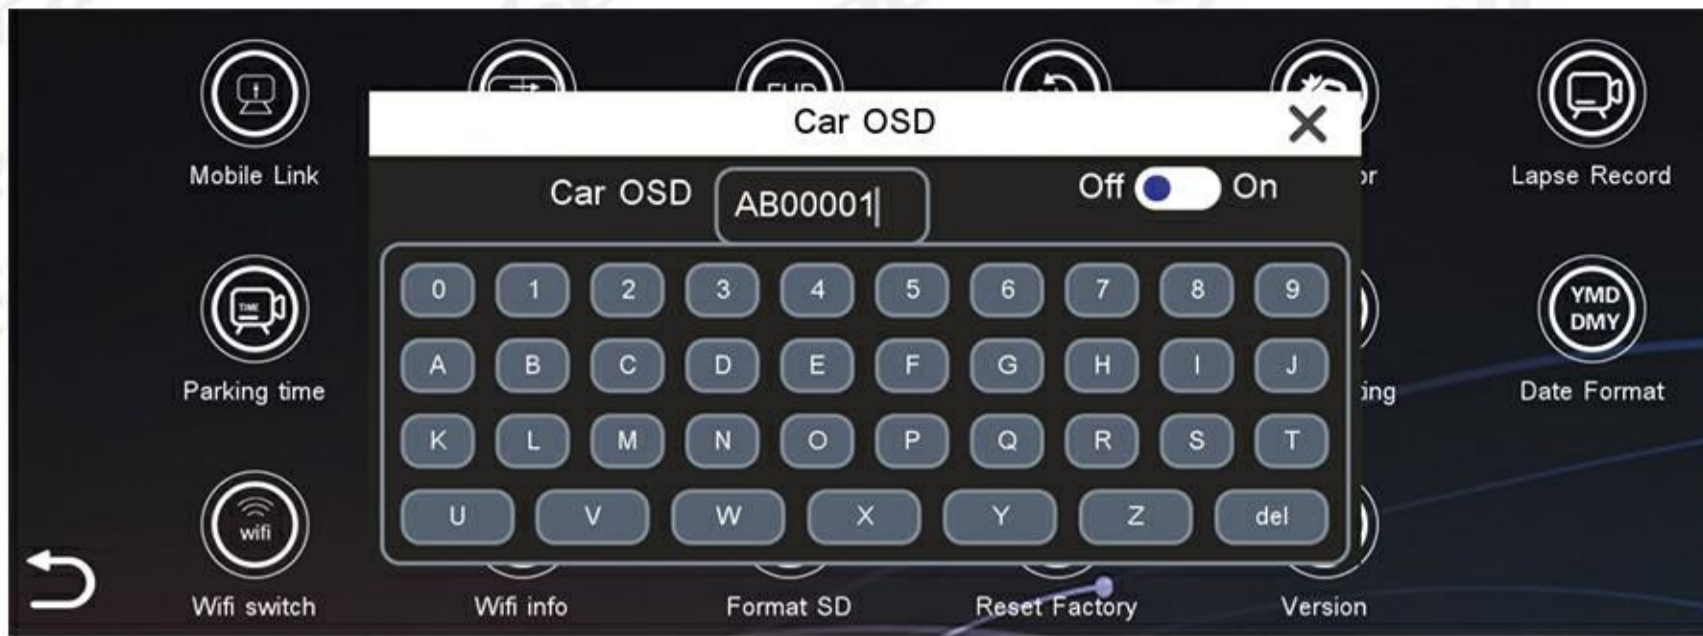 Car OSD
Car OSD AB00001 Off On
0 1 2 3 4 5 6 7 8 9
A B C D E F G H I J
K L M N O P Q R S T
U V W X Y Z del
Mobile Link
Lapse Record
TIME
YMD
DMY
Parking time
Date Format
wifi
Wifi switch Wifi info Format SD Reset Factory Version